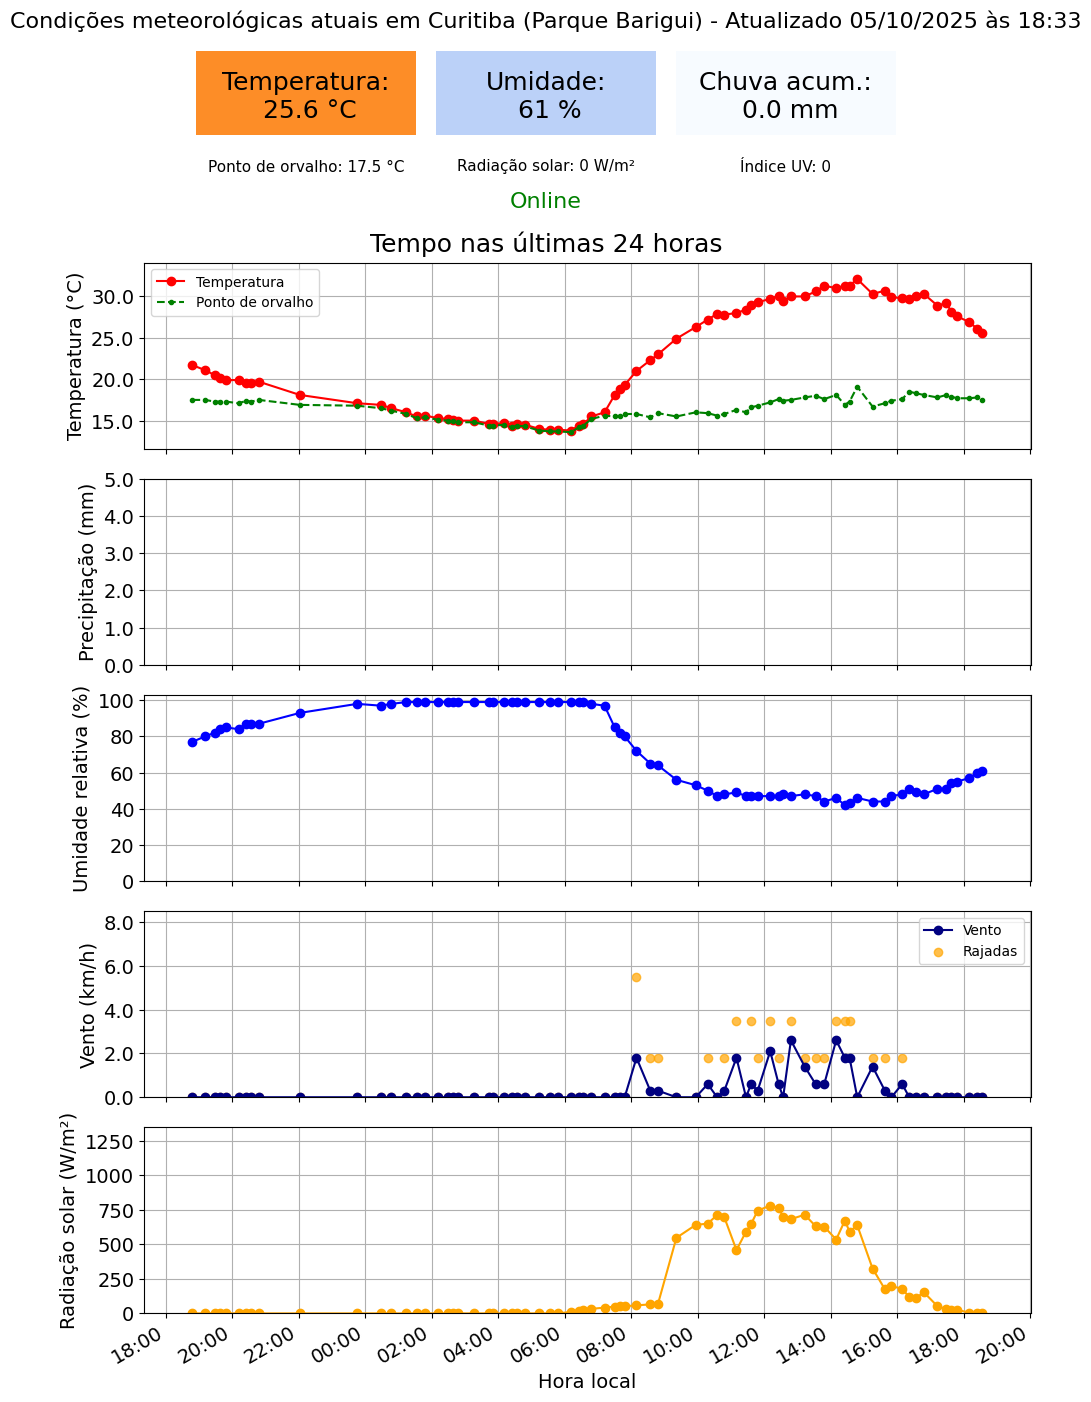 Condições meteorológicas atuais em Curitiba (Parque Barigui) - Atualizado 05/10/2025 às 18:33
Temperatura:
25.6 °C
Umidade:
61 %
Chuva acum.:
0.0 mm
Ponto de orvalho: 17.5 °C
Radiação solar: 0 W/m²
Índice UV: 0
Online
Tempo nas últimas 24 horas
Temperatura (°C)
30.0
25.0
20.0
15.0
Temperatura
Ponto de orvalho
Precipitação (mm)
5.0
4.0
3.0
2.0
1.0
0.0
Umidade relativa (%)
100
80
60
40
20
0
Vento (km/h)
8.0
6.0
4.0
2.0
0.0
Vento
Rajadas
Radiação solar (W/m²)
1250
1000
750
500
250
0
18:00
20:00
22:00
00:00
02:00
04:00
06:00
08:00
10:00
12:00
14:00
16:00
18:00
20:00
Hora local